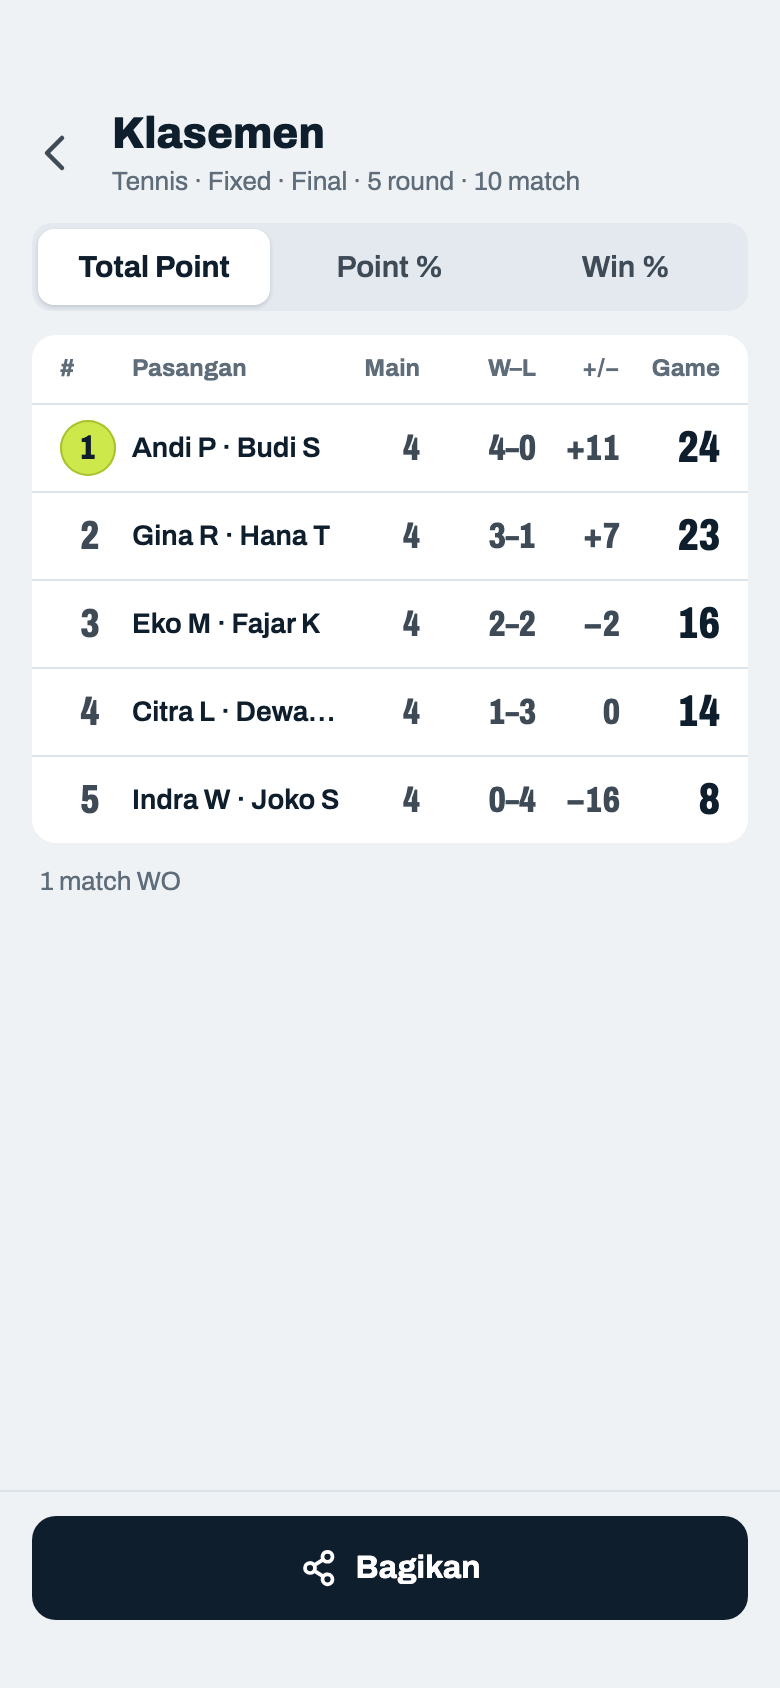 Klasemen
Tennis · Fixed · Final · 5 round · 10 match
Total Point Point % Win %
# Pasangan Main W–L +/– Game
1 Andi P · Budi S 4 4–0 +11 24
2 Gina R · Hana T 4 3–1 +7 23
3 Eko M · Fajar K 4 2–2 −2 16
4 Citra L · Dewa... 4 1–3 0 14
5 Indra W · Joko S 4 0–4 −16 8
1 match WO
Bagikan